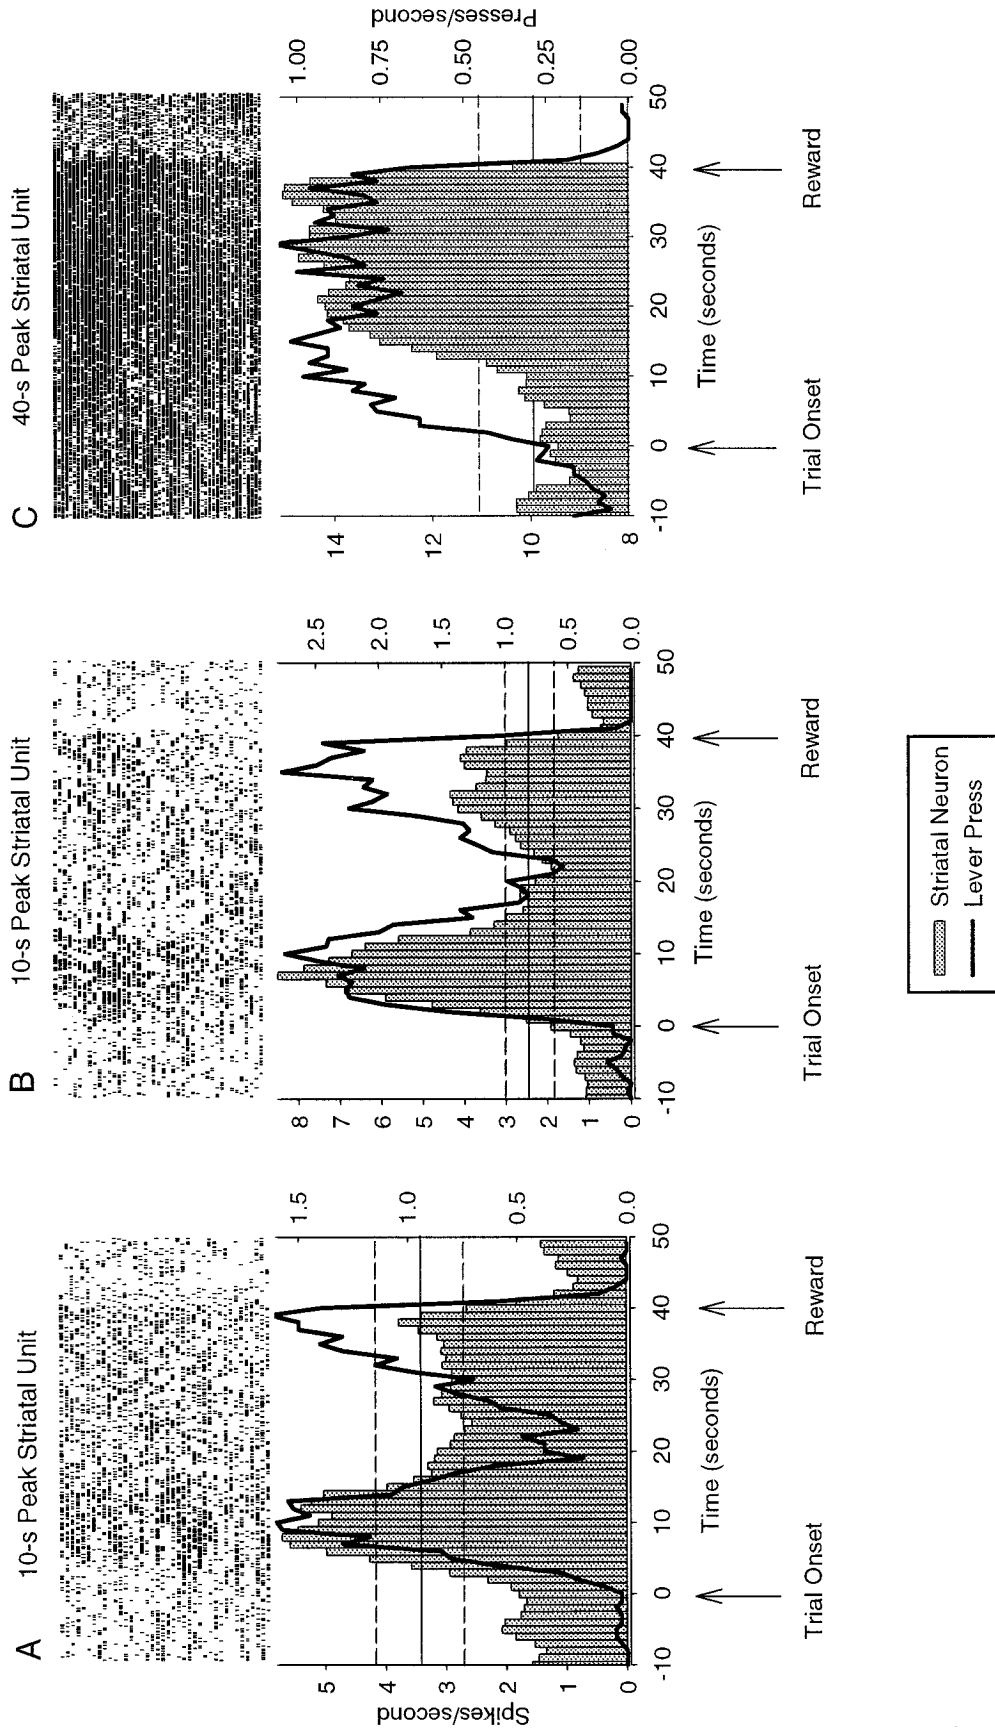 A
10-s Peak Striatal Unit
Spikes/second
5
4
3
2
1
0
1.5
1.0
0.5
0.0
-10 0 10 20 30 40 50
Time (seconds)
Trial Onset
Reward
B
10-s Peak Striatal Unit
8
7
6
5
4
3
2
1
0
2.5
2.0
1.5
1.0
0.5
0.0
-10 0 10 20 30 40 50
Time (seconds)
Trial Onset
Reward
C
40-s Peak Striatal Unit
14
12
10
8
1.00
0.75
0.50
0.25
0.00
Presses/second
-10 0 10 20 30 40 50
Time (seconds)
Trial Onset
Reward
Striatal Neuron
Lever Press